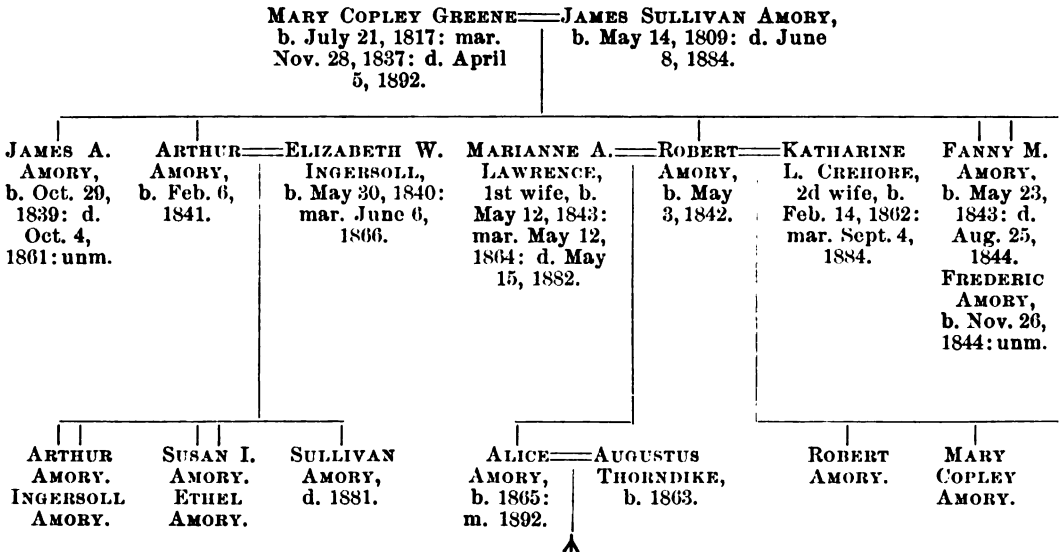 MARY COPLEY GREENE
b. July 21, 1817: mar.
Nov. 28, 1837: d. April
5, 1892.
JAMES SULLIVAN AMORY,
b. May 14, 1809: d. June
8, 1884.
JAMES A.
AMORY,
b. Oct. 29,
1839: d.
Oct. 4,
1861: unm.
ARTHUR
AMORY,
b. Feb. 6,
1841.
ELIZABETH W.
INGERSOLL,
b. May 30, 1840:
mar. June 6,
1866.
MARIANNE A.
LAWRENCE,
1st wife, b.
May 12, 1843:
mar. May 12,
1864: d. May
15, 1882.
ROBERT
AMORY,
b. May
3, 1842.
KATHARINE
L. CREHORE,
2d wife, b.
Feb. 14, 1862:
mar. Sept. 4,
1884.
FANNY M.
AMORY.
b. May 23,
1843: d.
Aug. 25,
1844.
FREDERIC
AMORY,
b. Nov. 26,
1844: unm.
ARTHUR
AMORY.
INGERSOLL
AMORY.
SUSAN I.
AMORY.
ETHEL
AMORY.
SULLIVAN
AMORY,
d. 1881.
ALICE
AMORY,
b. 1865:
m. 1892.
AUGUSTUS
THORNDIKE,
b. 1863.
ROBERT
AMORY.
MARY
COPLEY
AMORY.